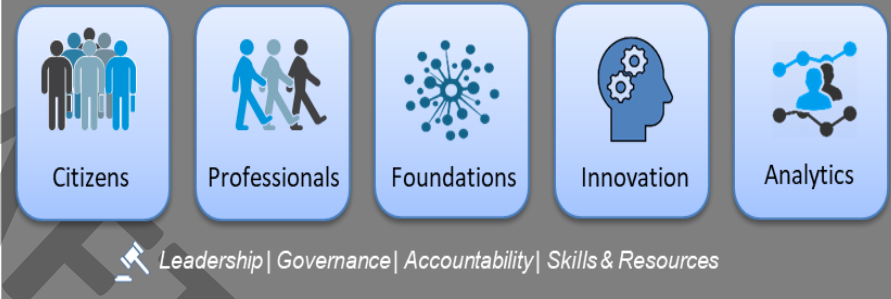 Citizens Professionals Foundations Innovation Analytics
Leadership| Governance| Accountability| Skills & Resources